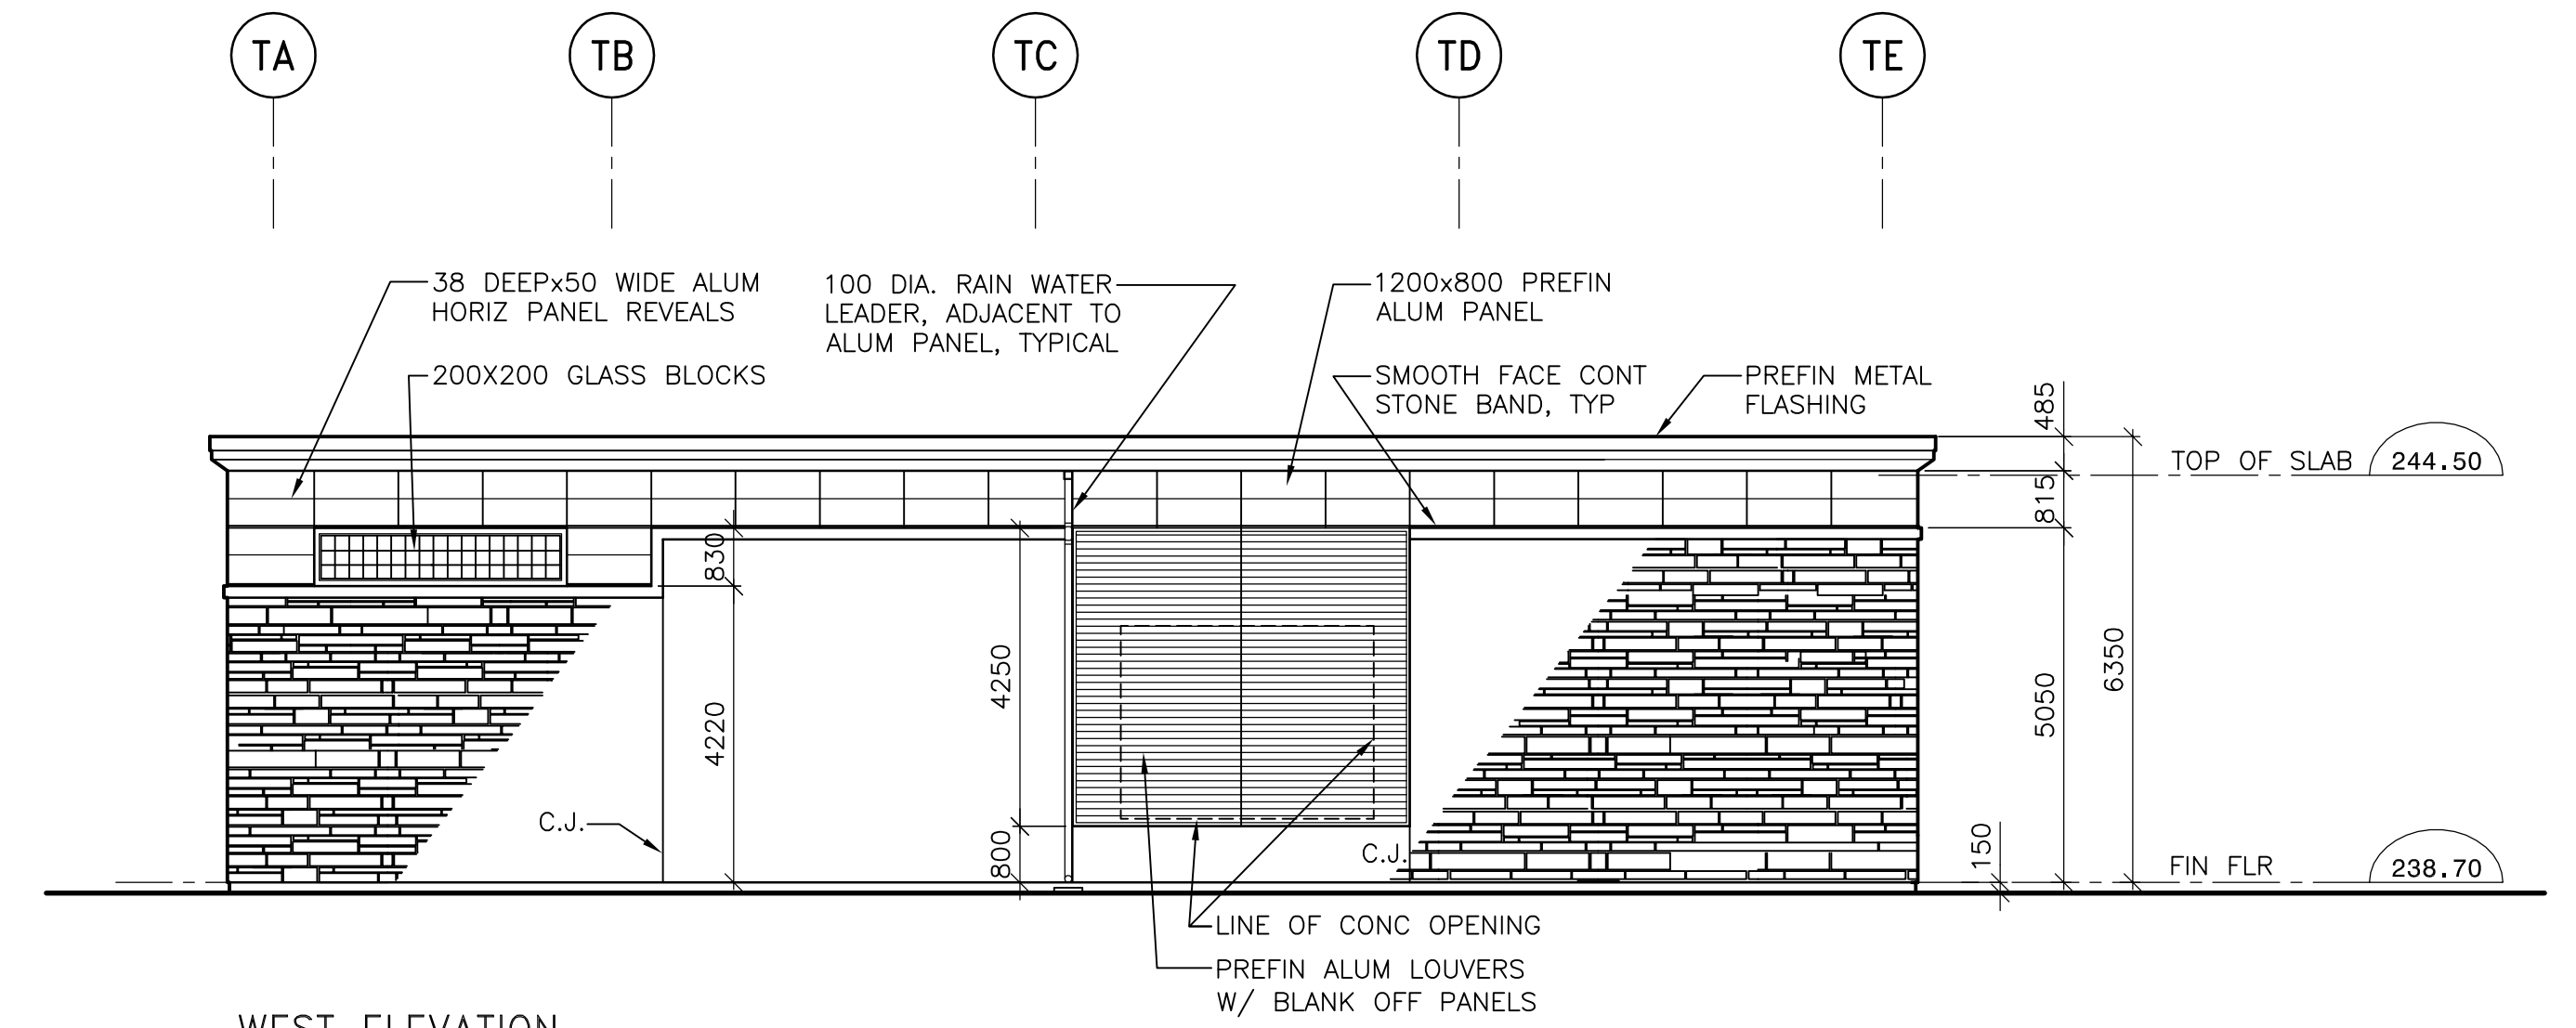 TA TB TC TD TE
38 DEEPx50 WIDE ALUM
HORIZ PANEL REVEALS
200X200 GLASS BLOCKS
100 DIA. RAIN WATER
LEADER, ADJACENT TO
ALUM PANEL, TYPICAL
1200x800 PREFIN
ALUM PANEL
SMOOTH FACE CONT
STONE BAND, TYP
PREFIN METAL
FLASHING
485
TOP OF SLAB 244.50
815
830
4250
4220
5050
6350
C.J.
800
C.J.
150
FIN FLR 238.70
LINE OF CONC OPENING
PREFIN ALUM LOUVERS
W/ BLANK OFF PANELS
WEST ELEVATION